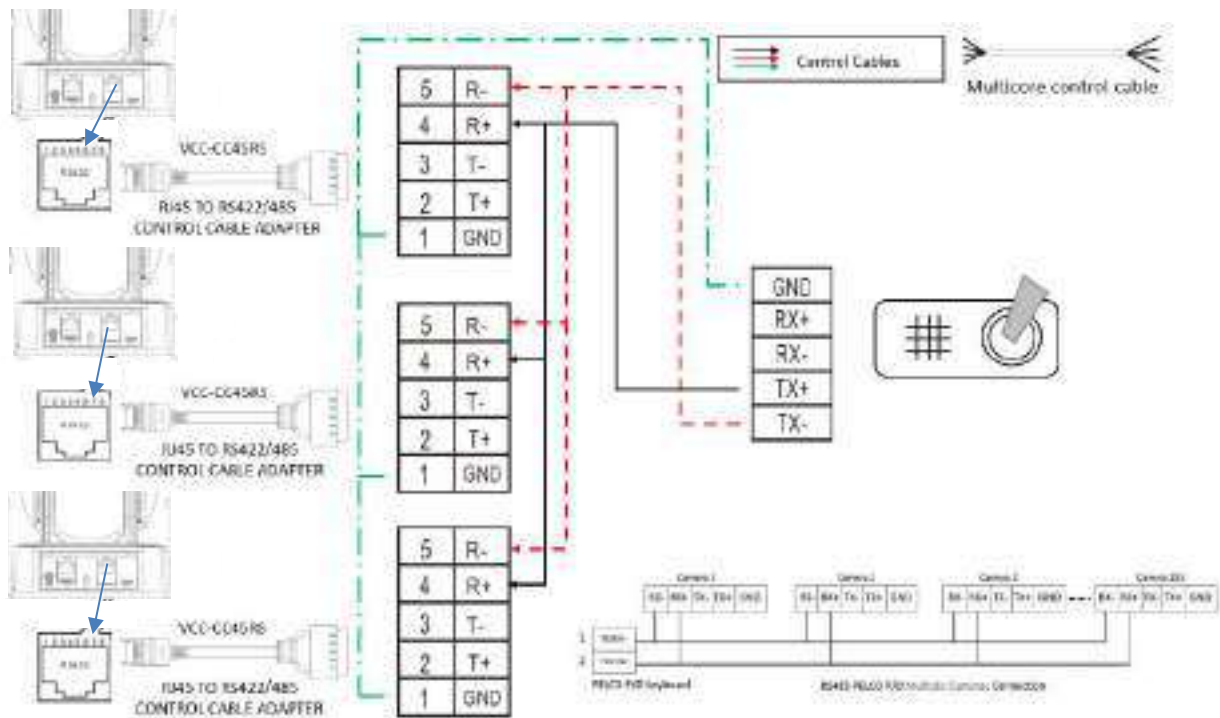 Control Cables
Multicore control cable
VCC-CC45RS
RJ45 TO RS422/485
CONTROL CABLE ADAPTER
5 R-
4 R+
3 T-
2 T+
1 GND
VCC-CC45RS
RJ45 TO RS422/485
CONTROL CABLE ADAPTER
5 R-
4 R+
3 T-
2 T+
1 GND
VCC-CC45RS
RJ45 TO RS422/485
CONTROL CABLE ADAPTER
5 R-
4 R+
3 T-
2 T+
1 GND
GND
RX+
RX-
TX+
TX-
1
2
PELCO P/D Keyboard
RS485 PELCO P/D Multiple Cameras Connection